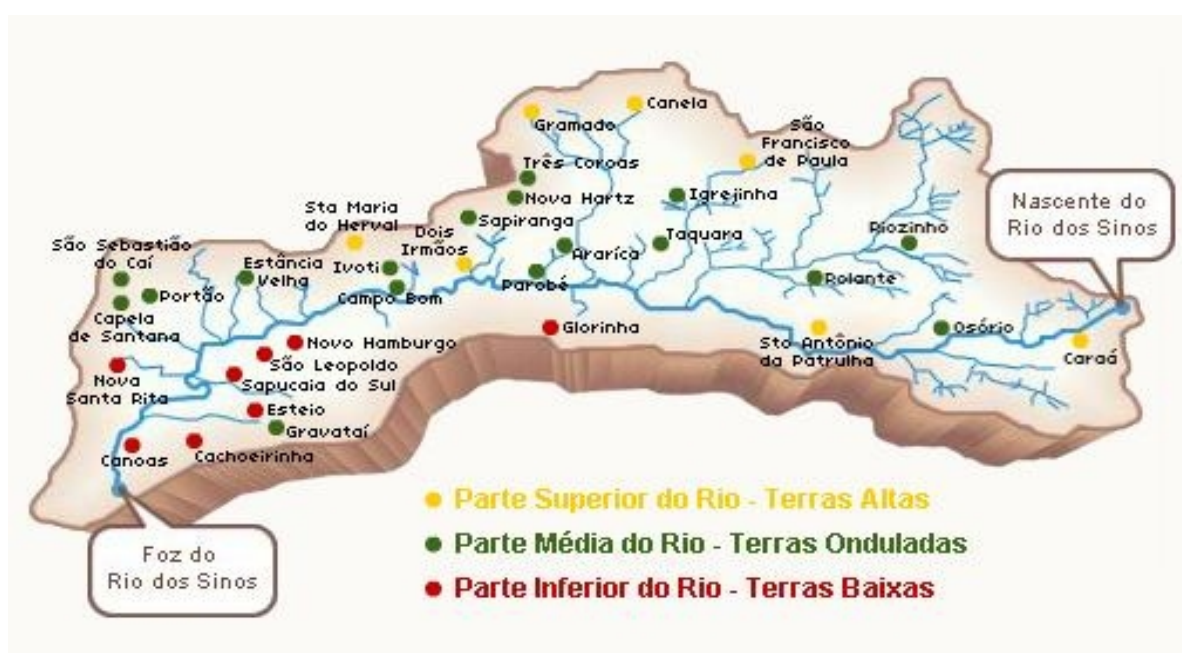 Canela
Gramado
São
Francisco
de Paula
Três Coroas
Nova Hartz
Igrejinha
Nascente do
Rio dos Sinos
Sta Maria
do Herval
Sapiranga
Dois
Irmãos
Taquara
Riozinho
São Sebastião
do Caí
Estância
Velha
Ivoti
Araríca
Portão
Campo Bom
Parobé
Rolante
Capela
de Santana
Glorinha
Sto Antônio
da Patrulha
Osório
Caraá
Novo Hamburgo
São Leopoldo
Sapucaia do Sul
Nova
Santa Rita
Esteio
Gravataí
Canoas
Cachoeirinha
Parte Superior do Rio - Terras Altas
Parte Média do Rio - Terras Onduladas
Parte Inferior do Rio - Terras Baixas
Foz do
Rio dos Sinos